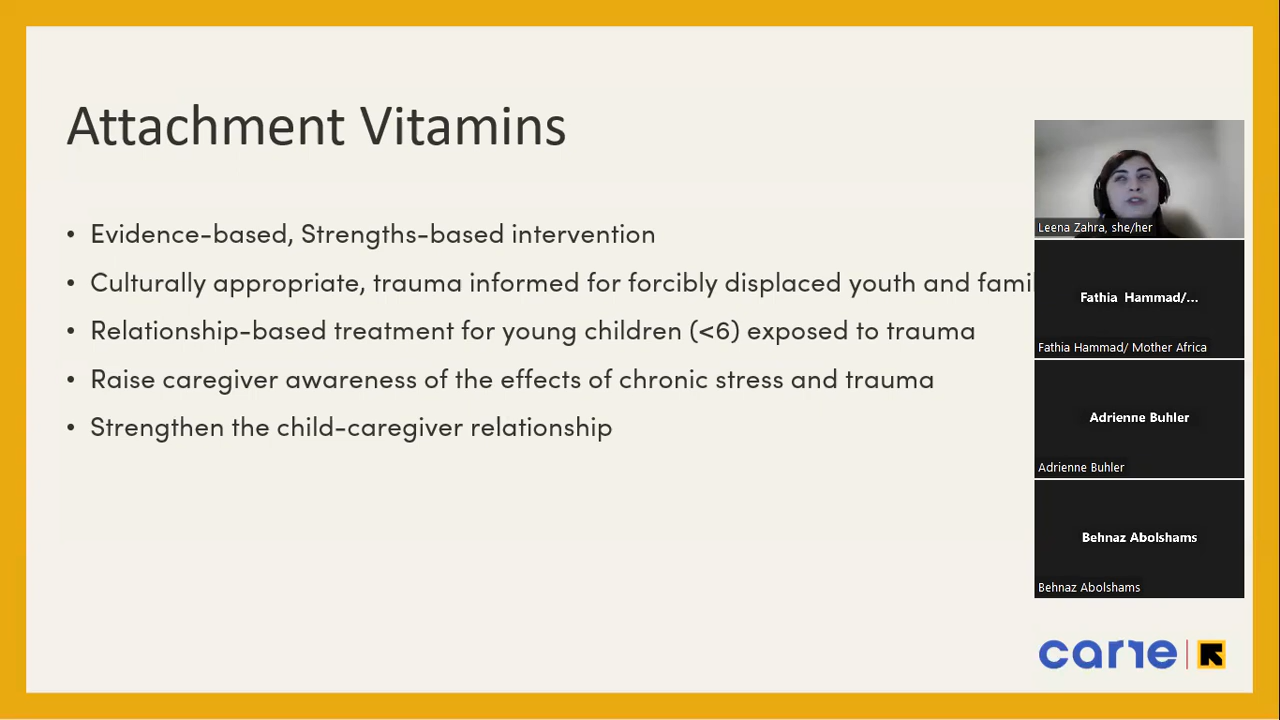 Attachment Vitamins
• Evidence-based, Strengths-based intervention
• Culturally appropriate, trauma informed for forcibly displaced youth and
• Relationship-based treatment for young children (<6) exposed to trauma
• Raise caregiver awareness of the effects of chronic stress and trauma
• Strengthen the child-caregiver relationship
Leena Zahra, she/her
Fathia Hammad/...
Fathia Hammad/ Mother Africa
Adrienne Buhler
Adrienne Buhler
Behnaz Abolshams
Behnaz Abolshams